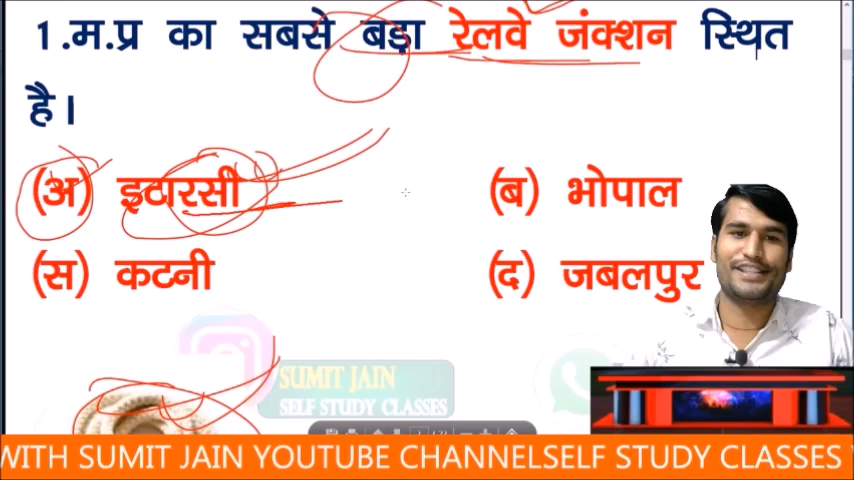 1.म.प्र का सबसे बड़ा रेलवे जंक्शन स्थित
है।
(अ) इटारसी (ब) भोपाल
(स) कटनी (द) जबलपुर
SUMIT JAIN
SELF STUDY CLASSES
WITH SUMIT JAIN YOUTUBE CHANNELSELF STUDY CLASSES